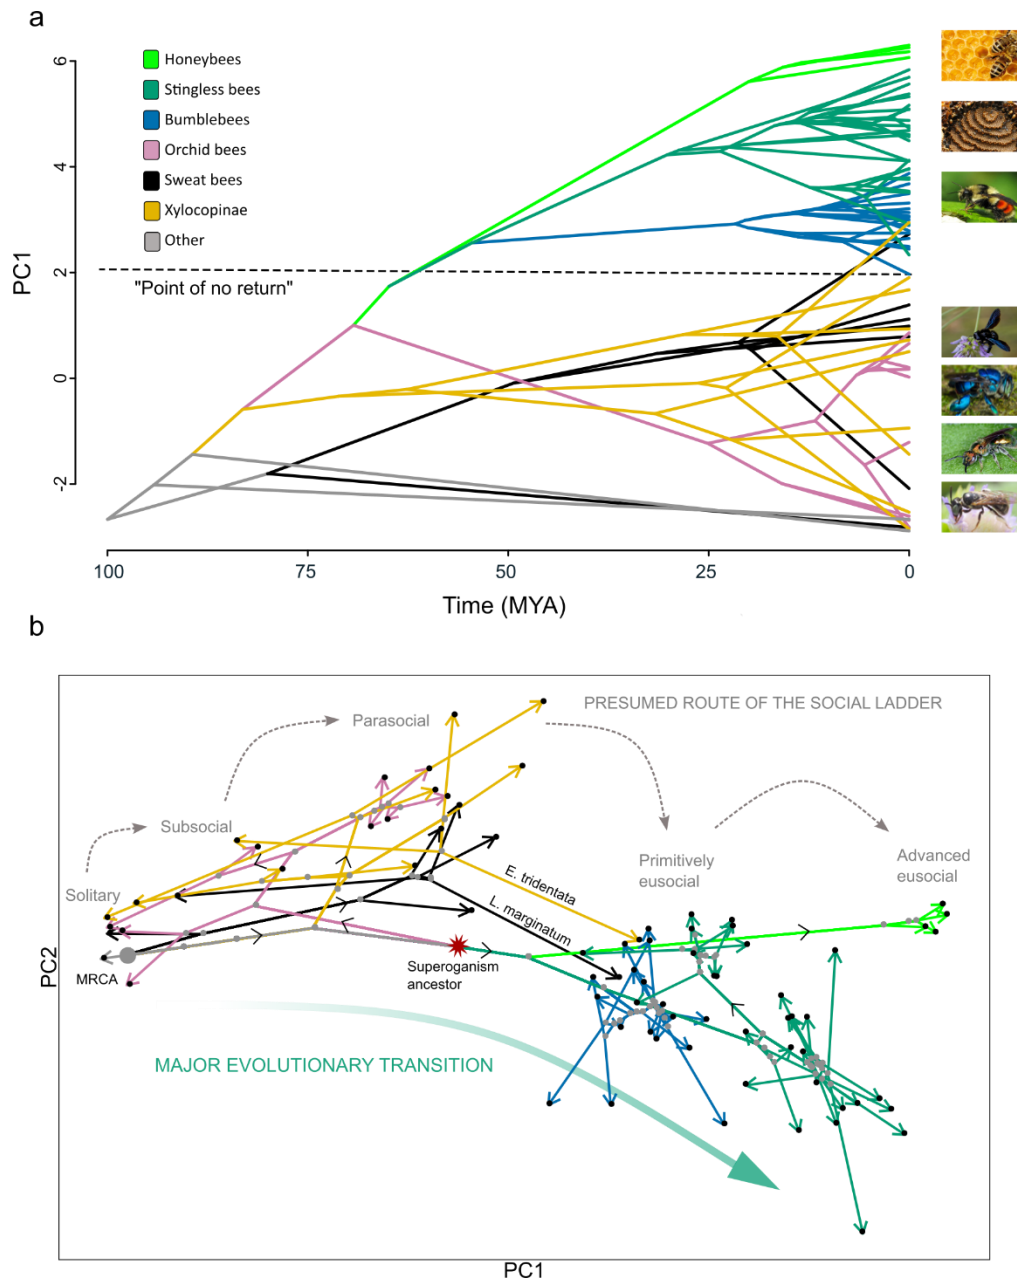 a
6
4
2
0
-2
PC1
Honeybees
Stingless bees
Bumblebees
Orchid bees
Sweat bees
Xylocopinae
Other
"Point of no return"
100
75
50
25
0
Time (MYA)
b
PRESUMED ROUTE OF THE SOCIAL LADDER
Parasocial
Subsocial
Solitary
Primitively
eusocial
Advanced
eusocial
E. tridentata
L. marginatum
MRCA
Superoganism
ancestor
MAJOR EVOLUTIONARY TRANSITION
PC2
PC1